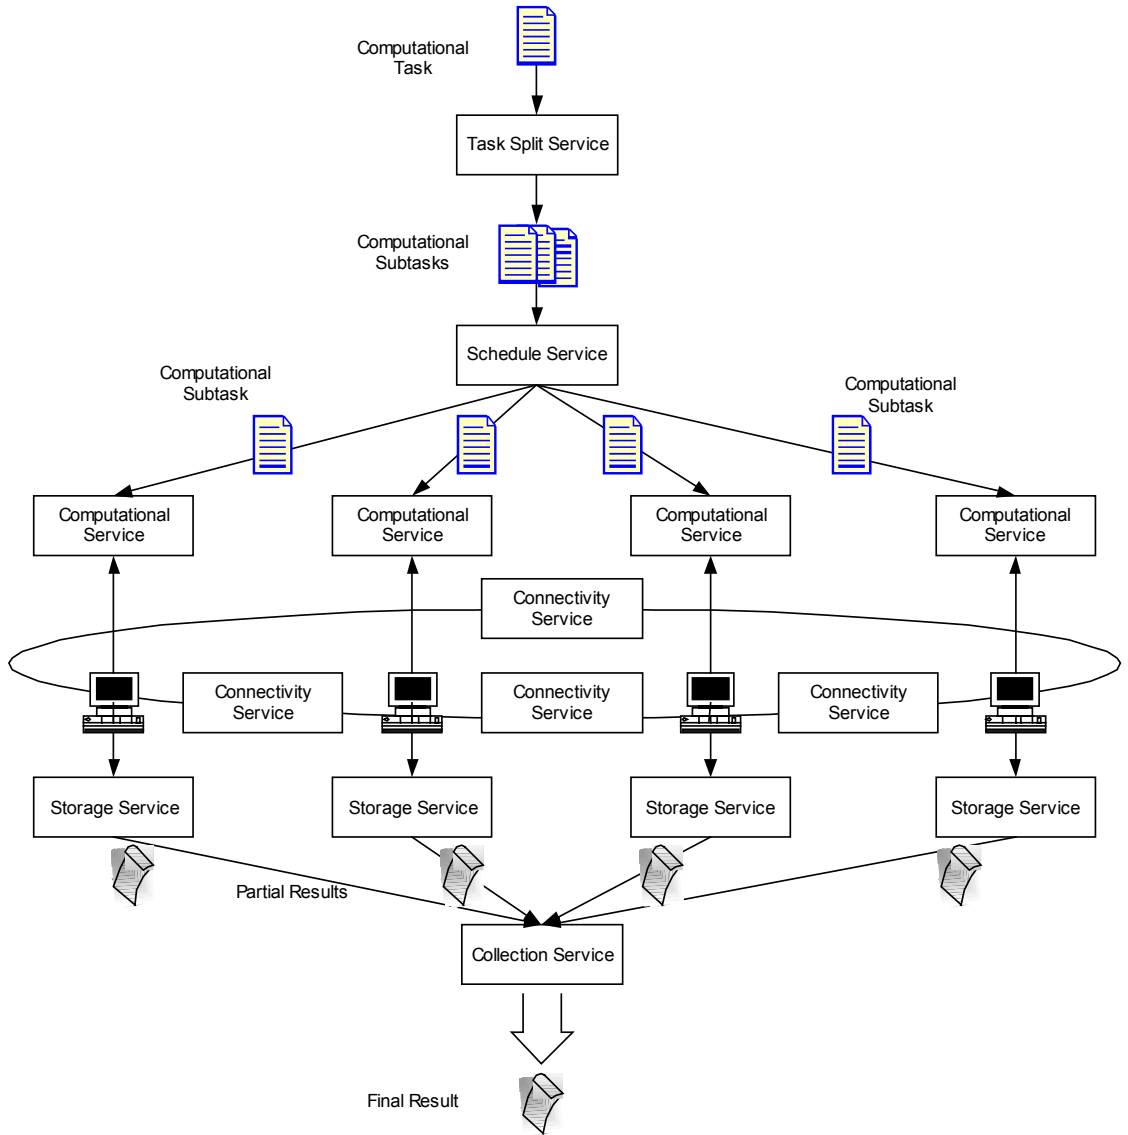 Computational
Task
Task Split Service
Computational
Subtasks
Schedule Service
Computational
Subtask
Computational
Subtask
Computational
Service
Computational
Service
Computational
Service
Computational
Service
Connectivity
Service
Connectivity
Service
Connectivity
Service
Connectivity
Service
Storage Service
Storage Service
Storage Service
Storage Service
Partial Results
Collection Service
Final Result